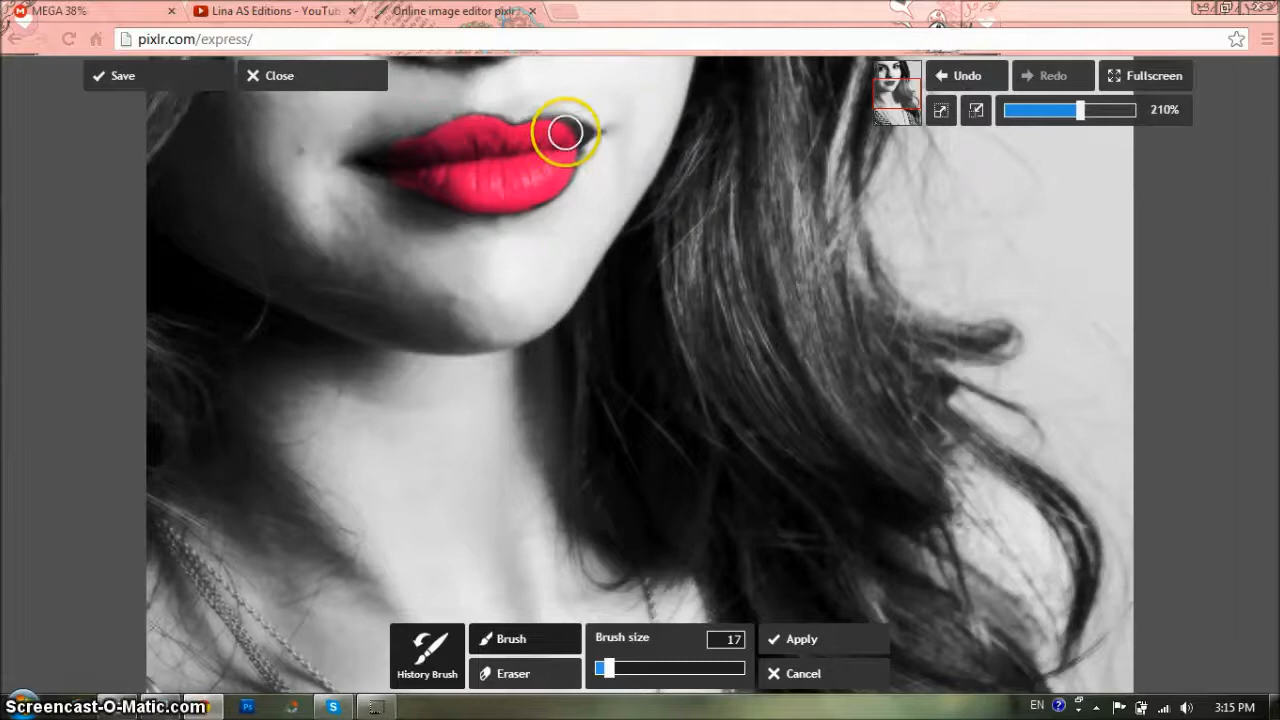 MEGA 38%
Lina AS Editions - YouTu
Online image editor pixlr
pixlr.com/express/
Save
Close
Undo
Redo
Fullscreen
210%
History Brush
Brush
Eraser
Brush size
17
Apply
Cancel
Screencast-O-Matic.com
EN
3:15 PM